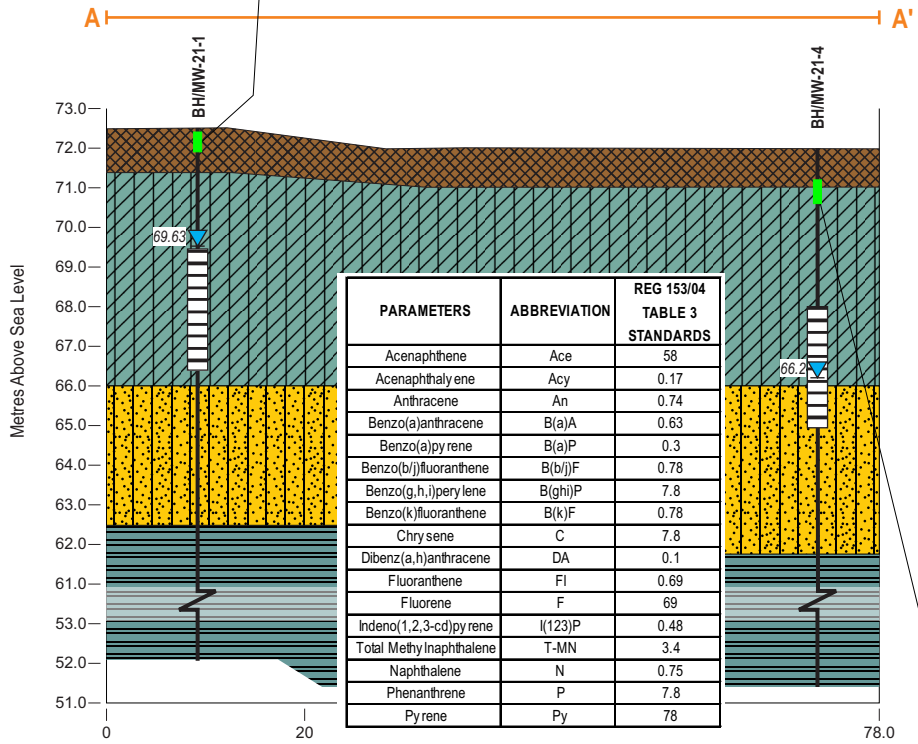 A
A'
BH/MW-21-1
BH/MW-21-4
Metres Above Sea Level
73.0
72.0
71.0
70.0
69.0
68.0
67.0
66.0
65.0
64.0
63.0
62.0
61.0
53.0
52.0
51.0
69.63
66.2
PARAMETERS ABBREVIATION REG 153/04 TABLE 3 STANDARDS
Acenaphthene Ace 58
Acenaphthalyene Acy 0.17
Anthracene An 0.74
Benzo(a)anthracene B(a)A 0.63
Benzo(a)pyrene B(a)P 0.3
Benzo(b/j)fluoranthene B(b/j)F 0.78
Benzo(g,h,i)perylene B(ghi)P 7.8
Benzo(k)fluoranthene B(k)F 0.78
Chrysene C 7.8
Dibenz(a,h)anthracene DA 0.1
Fluoranthene Fl 0.69
Fluorene F 69
Indeno(1,2,3-cd)pyrene I(123)P 0.48
Total Methylnaphthalene T-MN 3.4
Naphthalene N 0.75
Phenanthrene P 7.8
Pyrene Py 78
0 20 78.0